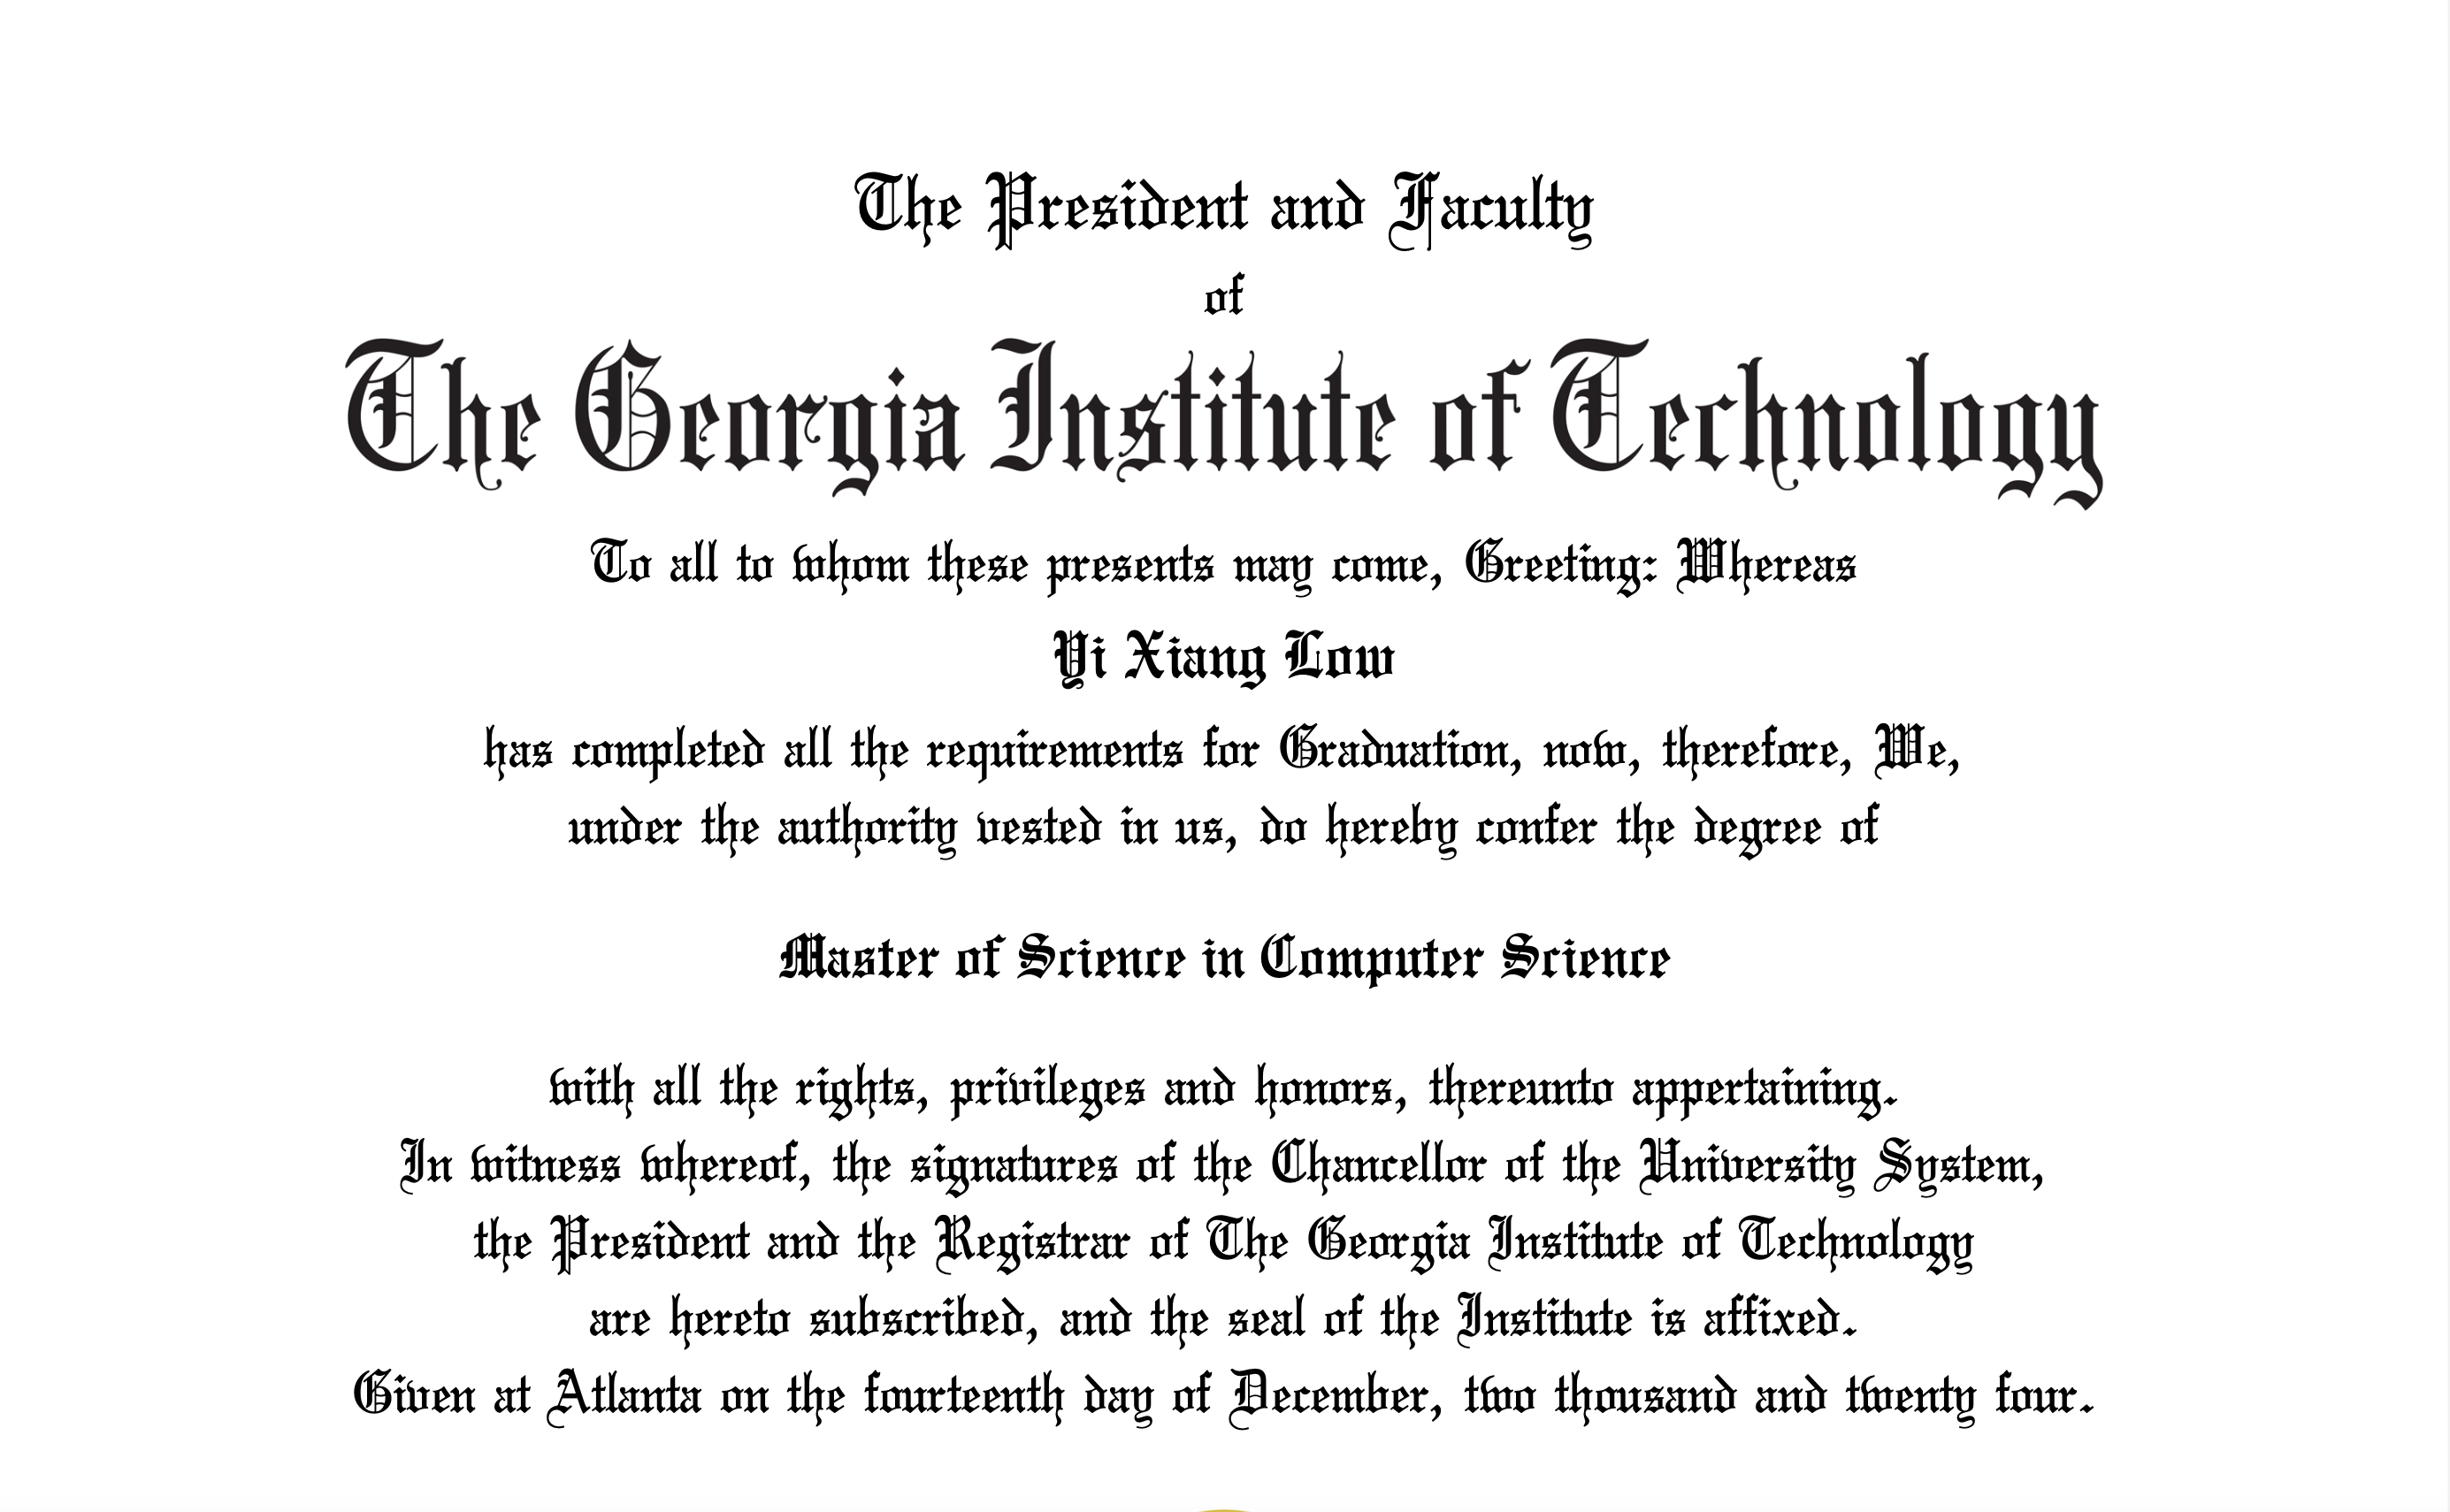 The President and Faculty
of
The Georgia Institute of Technology
To all to whom these presents may come, Greeting: Whereas
Yi Xiang Low
has completed all the requirements for Graduation, now, therefore, We,
under the authority vested in us, do hereby confer the degree of
Master of Science in Computer Science
with all the rights, privileges and honors, thereunto appertaining.
In witness whereof, the signatures of the Chancellor of the University System,
the President and the Registrar of The Georgia Institute of Technology
are hereto subscribed, and the seal of the Institute is affixed.
Given at Atlanta on the fourteenth day of December, two thousand and twenty four.